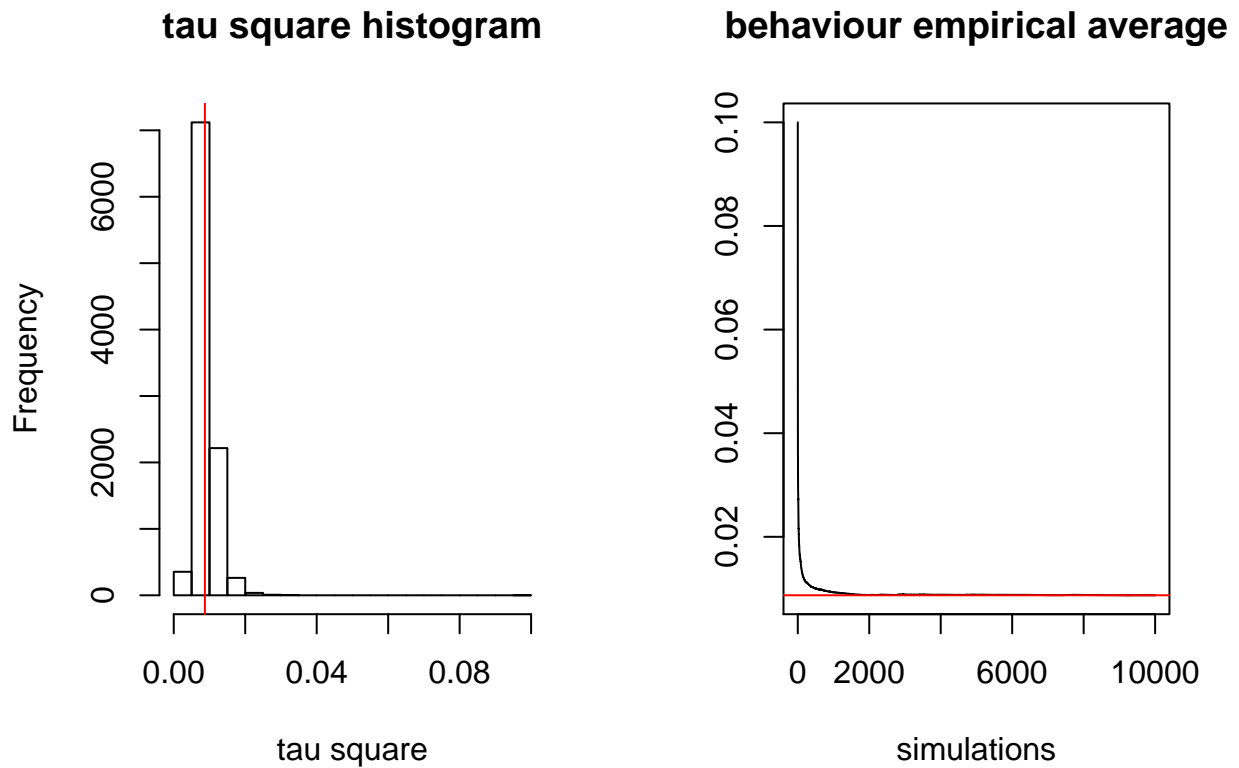 tau square histogram
Frequency
6000
4000
2000
0
0.00 0.04 0.08
tau square
behaviour empirical average
0.10
0.08
0.06
0.04
0.02
0 2000 6000 10000
simulations